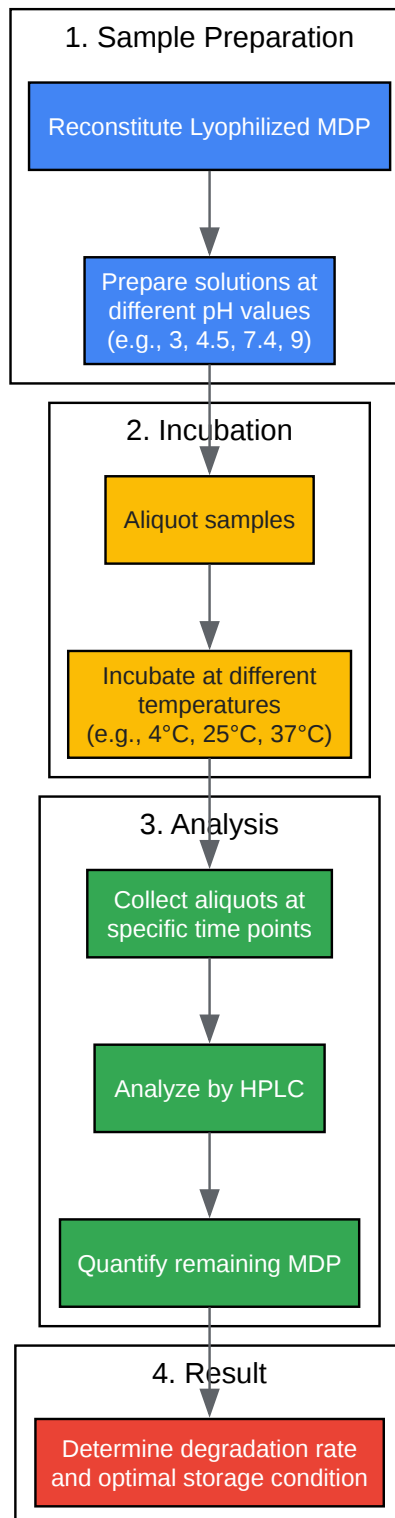 1. Sample Preparation
Reconstitute Lyophilized MDP
Prepare solutions at
different pH values
(e.g., 3, 4.5, 7.4, 9)
2. Incubation
Aliquot samples
Incubate at different
temperatures
(e.g., 4°C, 25°C, 37°C)
3. Analysis
Collect aliquots at
specific time points
Analyze by HPLC
Quantify remaining MDP
4. Result
Determine degradation rate
and optimal storage condition